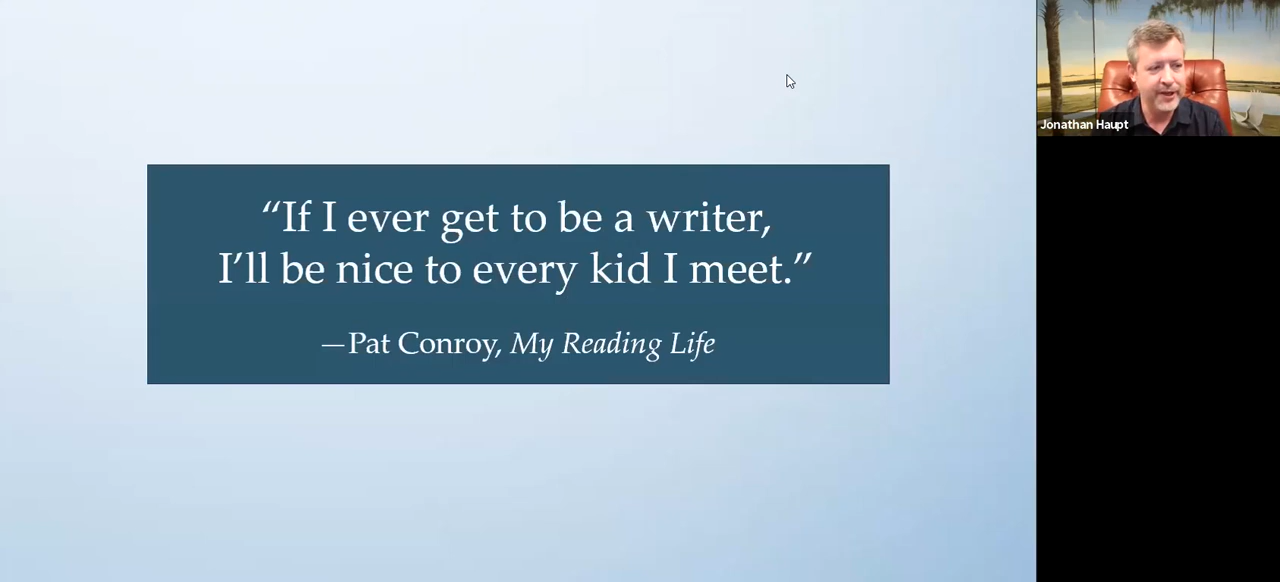 “If I ever get to be a writer,
I’ll be nice to every kid I meet.”
—Pat Conroy, My Reading Life
Jonathan Haupt